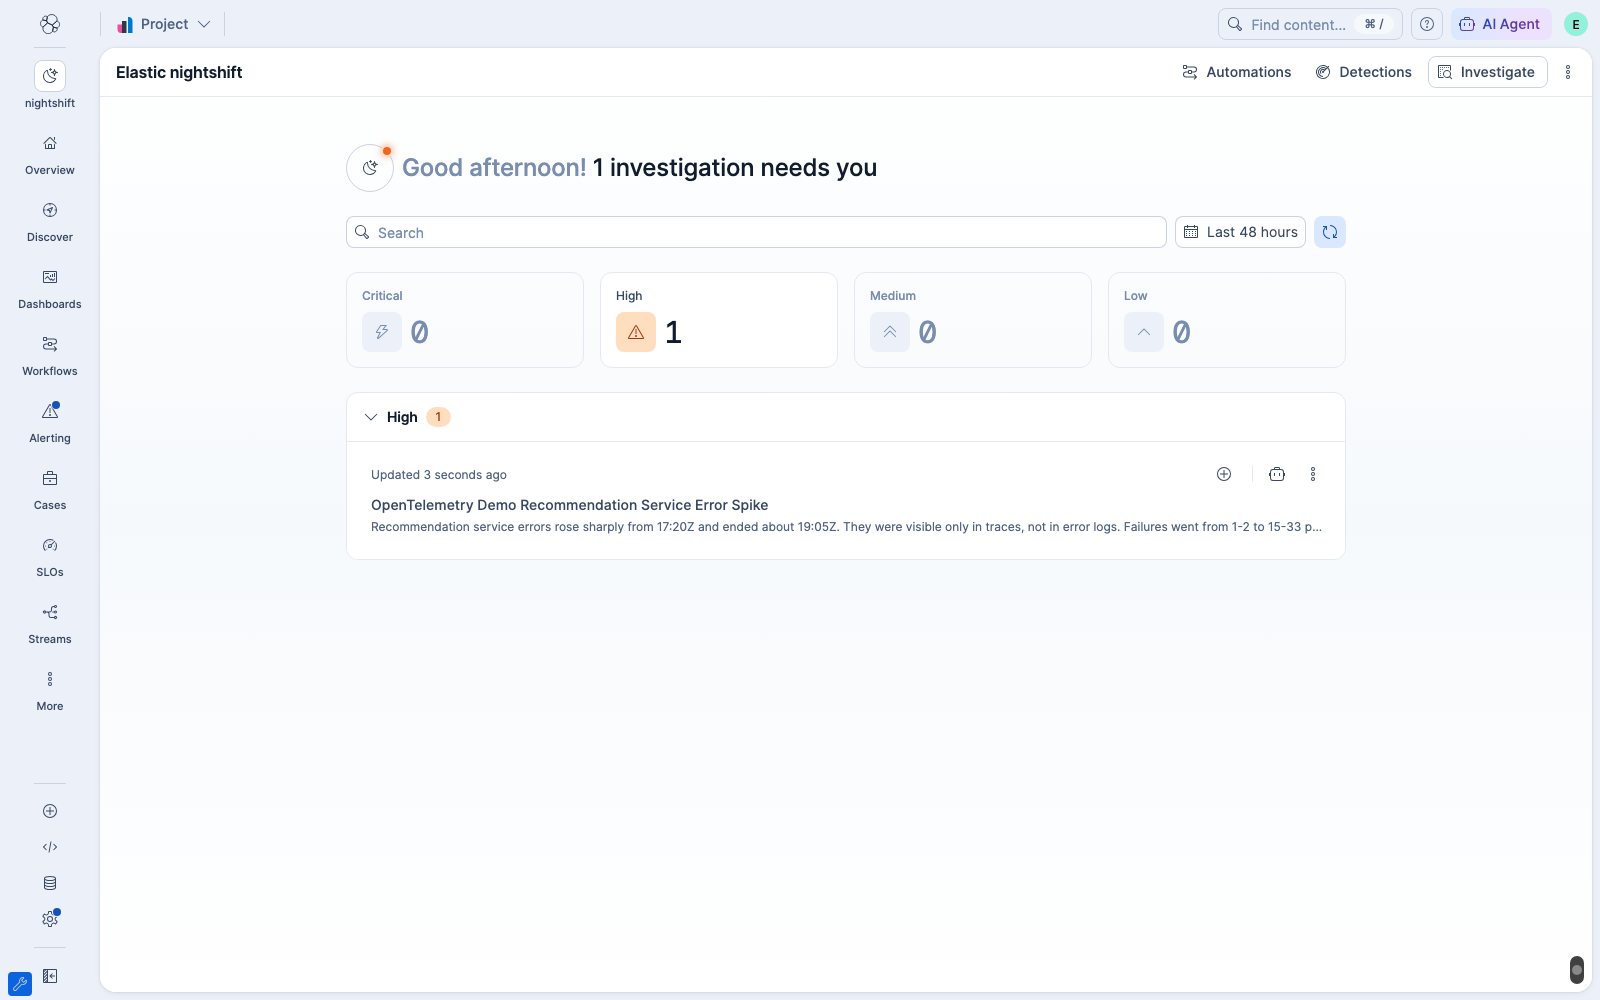 Project
Find content...
⌘ /
AI Agent
E
nightshift
Overview
Discover
Dashboards
Workflows
Alerting
Cases
SLOs
Streams
More
Elastic nightshift
Automations
Detections
Investigate
Good afternoon! 1 investigation needs you
Search
Last 48 hours
Critical
0
High
1
Medium
0
Low
0
High 1
Updated 3 seconds ago
OpenTelemetry Demo Recommendation Service Error Spike
Recommendation service errors rose sharply from 17:20Z and ended about 19:05Z. They were visible only in traces, not in error logs. Failures went from 1-2 to 15-33 p...